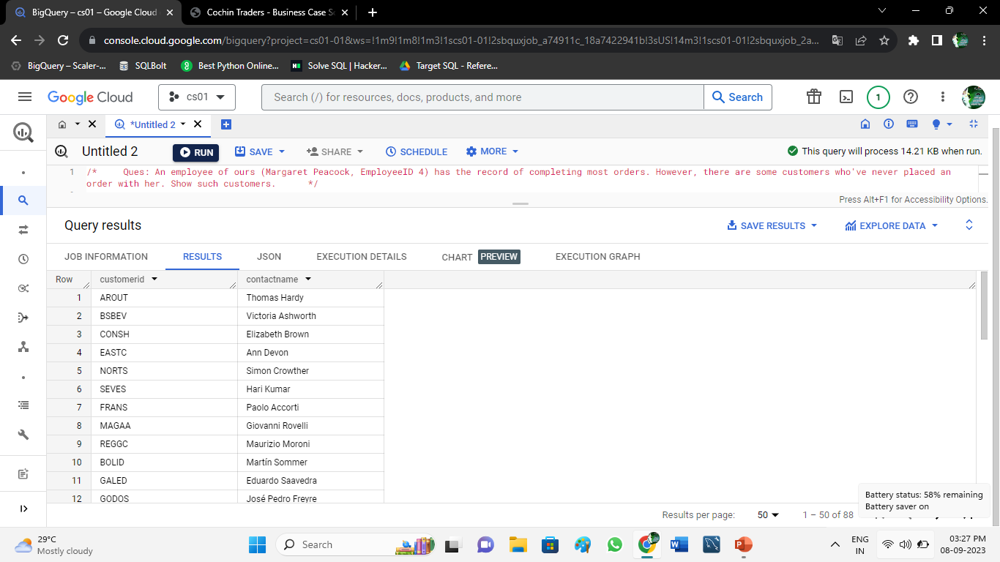 BigQuery – cs01 – Google Cloud
Cochin Traders - Business Case S
console.cloud.google.com/bigquery?project=cs01-01&ws=!1m9!1m8!1m3!1scs01-01!2sbquxjob_a74911c_18a7422941b!3sUS!14m3!1scs01-01!2sbquxjob_2a...
BigQuery – Scaler-...
SQLBolt
Best Python Online...
Solve SQL | Hacker...
Target SQL - Refere...
Google Cloud
cs01
Search (/) for resources, docs, products, and more
Search
1
*Untitled 2
Untitled 2
RUN
SAVE
SHARE
SCHEDULE
MORE
This query will process 14.21 KB when run.
1 /* Ques: An employee of ours (Margaret Peacock, EmployeeID 4) has the record of completing most orders. However, there are some customers who've never placed an
order with her. Show such customers. */
Press Alt+F1 for Accessibility Options.
Query results
SAVE RESULTS
EXPLORE DATA
JOB INFORMATION
RESULTS
JSON
EXECUTION DETAILS
CHART PREVIEW
EXECUTION GRAPH
Row customerid contactname
1 AROUT Thomas Hardy
2 BSBEV Victoria Ashworth
3 CONSH Elizabeth Brown
4 EASTC Ann Devon
5 NORTS Simon Crowther
6 SEVES Hari Kumar
7 FRANS Paolo Accorti
8 MAGAA Giovanni Rovelli
9 REGGC Maurizio Moroni
10 BOLID Martín Sommer
11 GALED Eduardo Saavedra
12 GODOS José Pedro Freyre
Battery status: 58% remaining
Battery saver on
Results per page: 50 1 – 50 of 88
29°C
Mostly cloudy
Search
ENG
IN
03:27 PM
08-09-2023